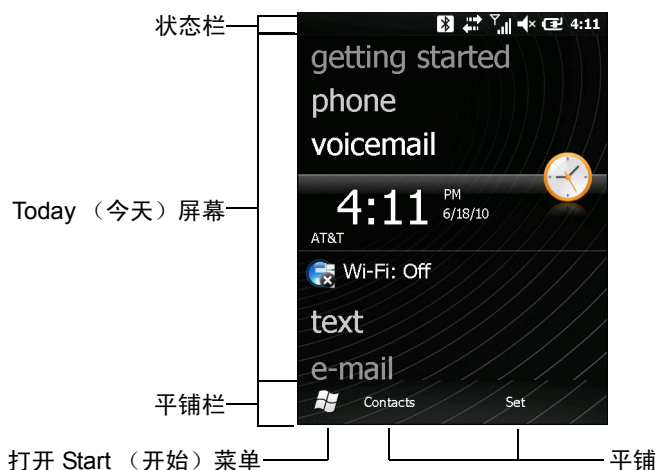 状态栏
4:11
getting started
phone
voicemail
Today （今天）屏幕
4:11 PM
6/18/10
AT&T
Wi-Fi: Off
text
e-mail
平铺栏
Contacts Set
打开 Start （开始）菜单
平铺